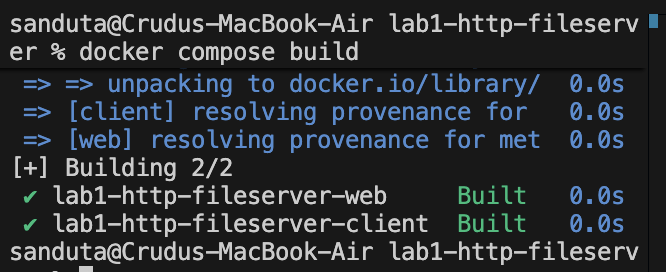 sanduta@Crudus-MacBook-Air lab1-http-fileserv
er % docker compose build
=> => unpacking to docker.io/library/ 0.0s
=> [client] resolving provenance for 0.0s
=> [web] resolving provenance for met 0.0s
[+] Building 2/2
✔ lab1-http-fileserver-web Built 0.0s
✔ lab1-http-fileserver-client Built 0.0s
sanduta@Crudus-MacBook-Air lab1-http-fileserv